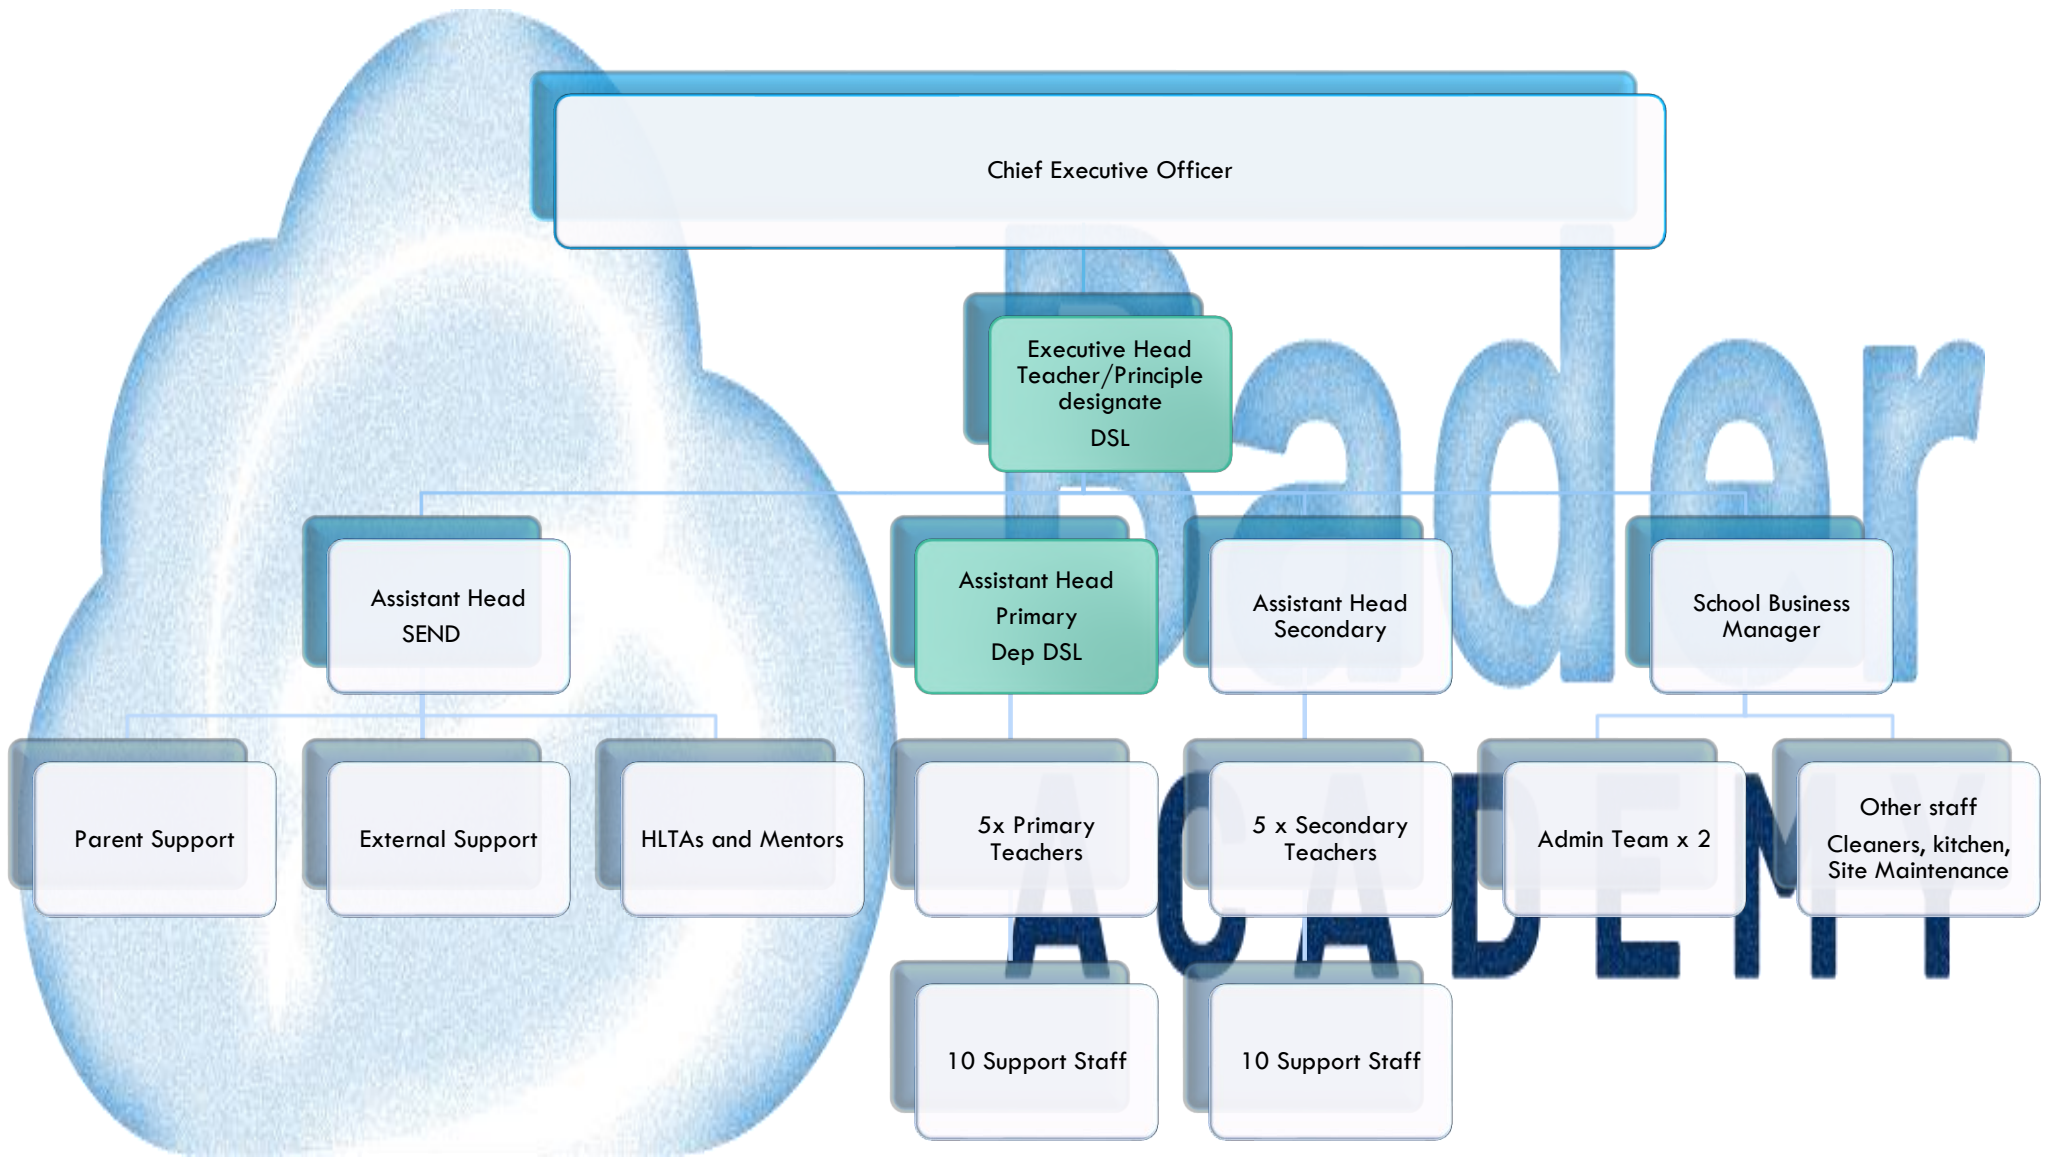 Chief Executive Officer
Executive Head
Teacher/Principle
designate
DSL
Assistant Head
SEND
Assistant Head
Primary
Dep DSL
Assistant Head
Secondary
School Business
Manager
Parent Support
External Support
HLTAs and Mentors
5x Primary
Teachers
5 x Secondary
Teachers
Admin Team x 2
Other staff
Cleaners, kitchen,
Site Maintenance
10 Support Staff
10 Support Staff
Bader
ACADEMY